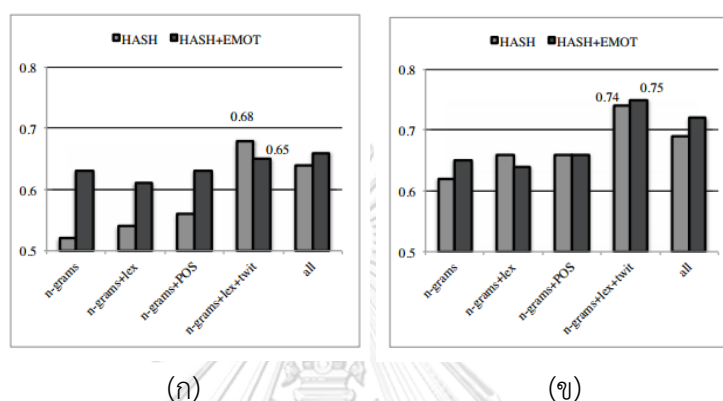 HASH HASH+EMOT
0.8
0.7
0.6
0.5
0.68
0.65
n-grams
n-grams+lex
n-grams+POS
n-grams+lex+twit
all
(ก)
HASH HASH+EMOT
0.8
0.7
0.6
0.5
0.74
0.75
n-grams
n-grams+lex
n-grams+POS
n-grams+lex+twit
all
(ข)